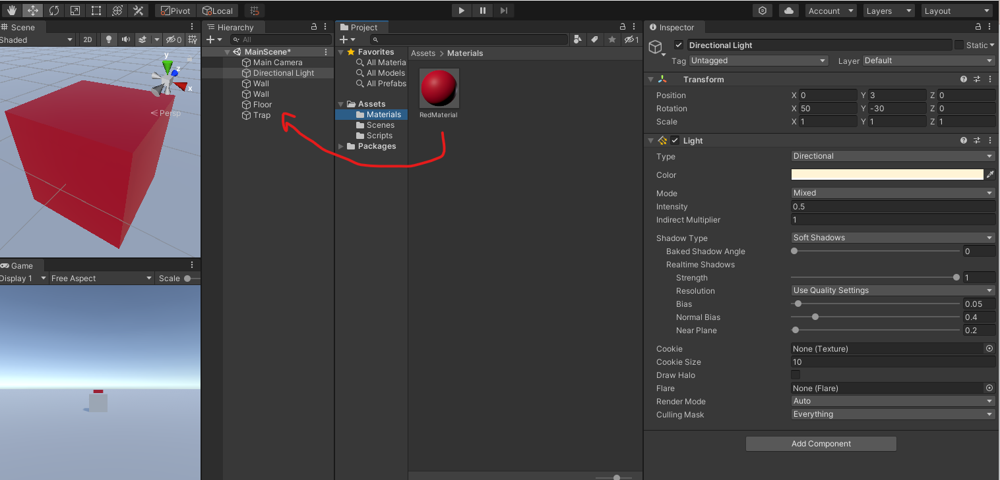 Pivot Local Account Layers Layout
Scene
Shaded 2D 0
y
z
x
Persp
Game
Display 1 Free Aspect Scale
Hierarchy
All
MainScene*
Main Camera
Directional Light
Wall
Wall
Floor
Trap
Project
1
Favorites
All Materia
All Models
All Prefabs
Assets
Materials
Scenes
Scripts
Packages
Assets > Materials
RedMaterial
Inspector
Directional Light Static
Tag Untagged Layer Default
Transform
Position X 0 Y 3 Z 0
Rotation X 50 Y -30 Z 0
Scale X 1 Y 1 Z 1
Light
Type Directional
Color
Mode Mixed
Intensity 0.5
Indirect Multiplier 1
Shadow Type Soft Shadows
Baked Shadow Angle 0
Realtime Shadows
Strength 1
Resolution Use Quality Settings
Bias 0.05
Normal Bias 0.4
Near Plane 0.2
Cookie None (Texture)
Cookie Size 10
Draw Halo
Flare None (Flare)
Render Mode Auto
Culling Mask Everything
Add Component